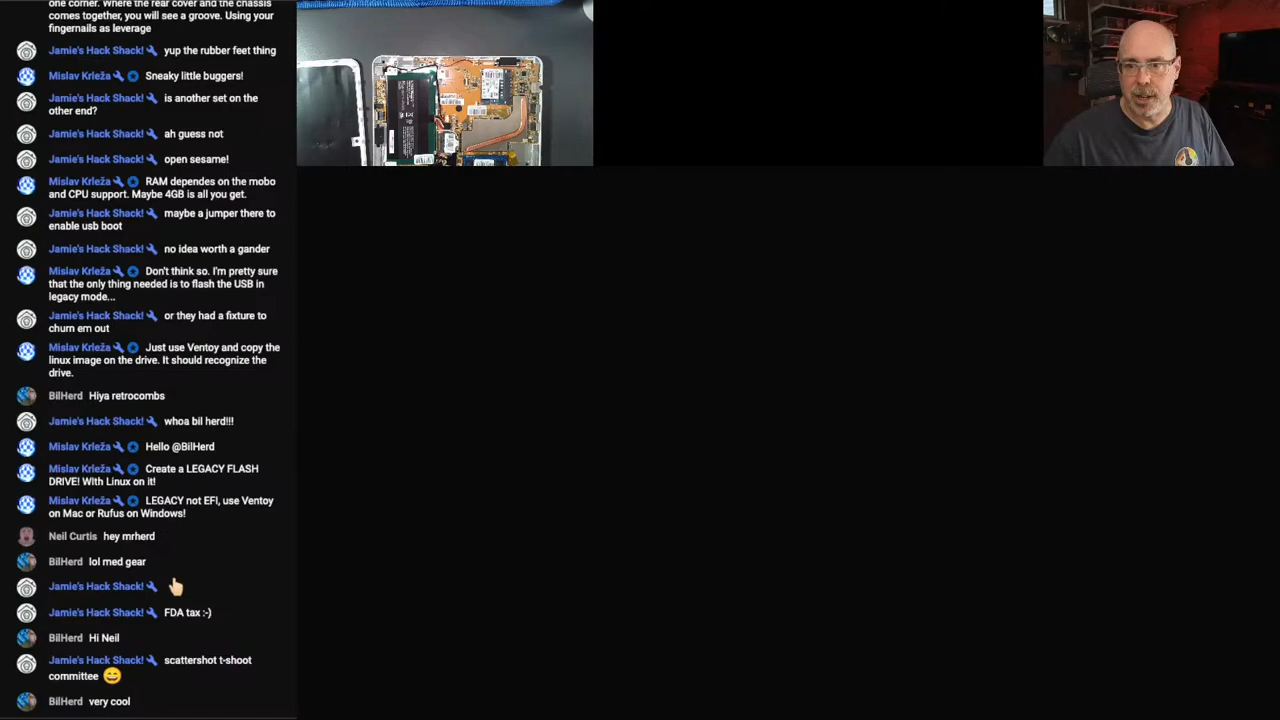 one corner. Where the rear cover and the chassis
comes together, you will see a groove. Using your
fingernails as leverage
Jamie's Hack Shack! yup the rubber feet thing
Mislav Krleža Sneaky little buggers!
Jamie's Hack Shack! is another set on the
other end?
Jamie's Hack Shack! ah guess not
Jamie's Hack Shack! open sesame!
Mislav Krleža RAM dependes on the mobo
and CPU support. Maybe 4GB is all you get.
Jamie's Hack Shack! maybe a jumper there to
enable usb boot
Jamie's Hack Shack! no idea worth a gander
Mislav Krleža Don't think so. I'm pretty sure
that the only thing needed is to flash the USB in
legacy mode...
Jamie's Hack Shack! or they had a fixture to
churn em out
Mislav Krleža Just use Ventoy and copy the
linux image on the drive. It should recognize the
drive.
BilHerd Hiya retrocombs
Jamie's Hack Shack! whoa bil herd!!!
Mislav Krleža Hello @BilHerd
Mislav Krleža Create a LEGACY FLASH
DRIVE! WIth Linux on it!
Mislav Krleža LEGACY not EFI, use Ventoy
on Mac or Rufus on Windows!
Neil Curtis hey mrherd
BilHerd lol med gear
Jamie's Hack Shack! 👆🏻
Jamie's Hack Shack! FDA tax :-)
BilHerd Hi Neil
Jamie's Hack Shack! scattershot t-shoot
committee 😄
BilHerd very cool